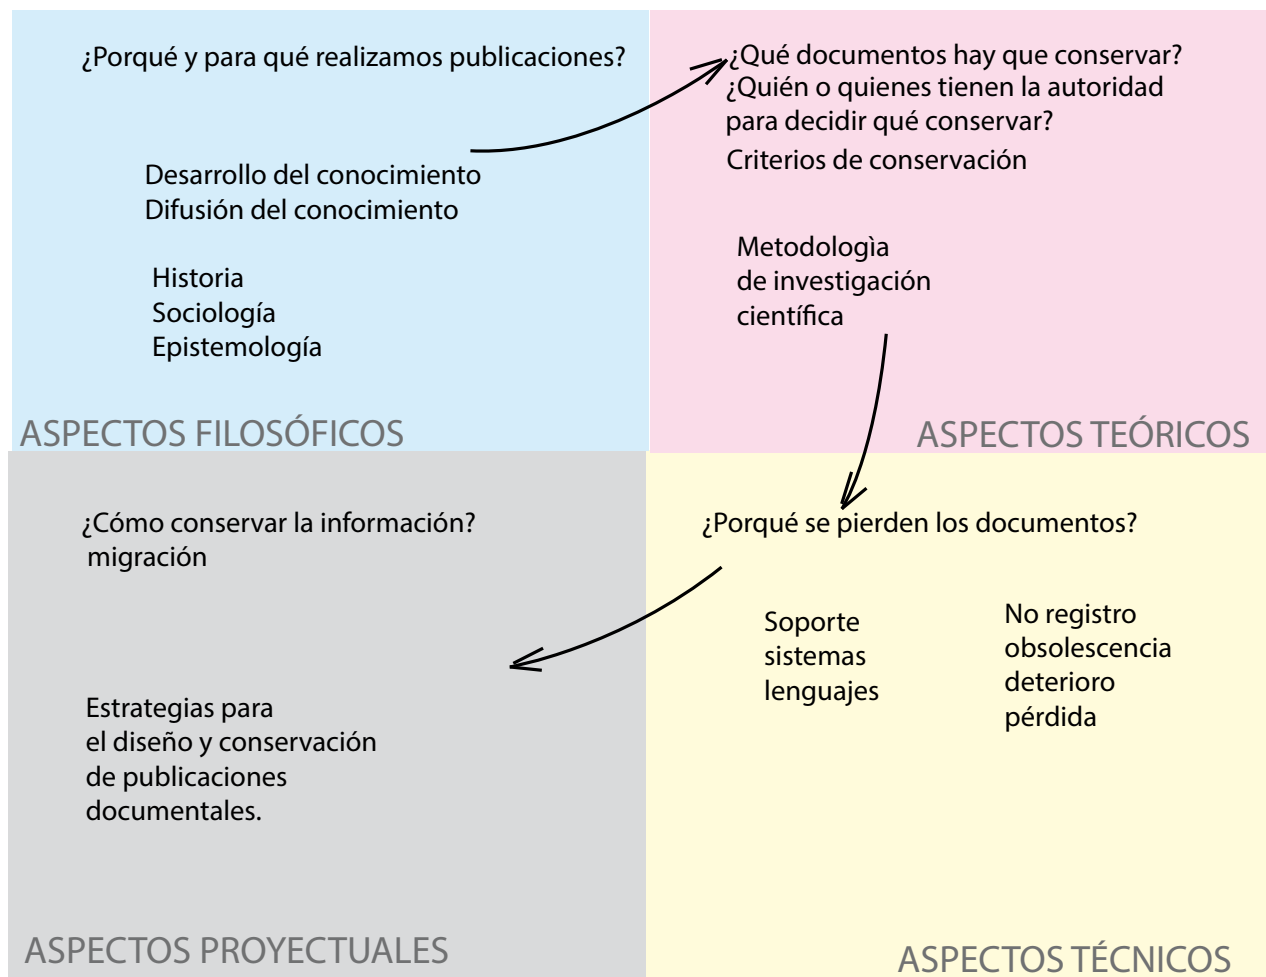 ¿Porqué y para qué realizamos publicaciones?
Desarrollo del conocimiento
Difusión del conocimiento
Historia
Sociología
Epistemología
ASPECTOS FILOSÓFICOS
¿Qué documentos hay que conservar?
¿Quién o quienes tienen la autoridad
para decidir qué conservar?
Criterios de conservación
Metodologìa
de investigación
científica
ASPECTOS TEÓRICOS
¿Porqué se pierden los documentos?
Soporte
sistemas
lenguajes
No registro
obsolescencia
deterioro
pérdida
ASPECTOS TÉCNICOS
¿Cómo conservar la información?
migración
Estrategias para
el diseño y conservación
de publicaciones
documentales.
ASPECTOS PROYECTUALES